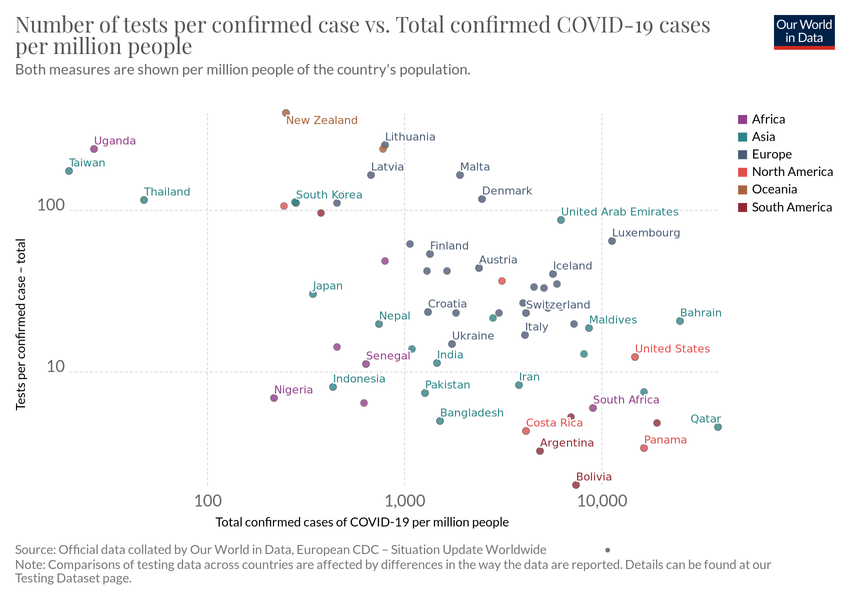 Number of tests per confirmed case vs. Total confirmed COVID-19 cases
per million people
Both measures are shown per million people of the country's population.
Our World
in Data
New Zealand
Uganda
Lithuania
Taiwan
Latvia
Malta
Thailand
South Korea
Denmark
100
United Arab Emirates
Luxembourg
Finland
Austria
Iceland
Japan
Croatia
Switzerland
Nepal
Maldives
Bahrain
Ukraine
Italy
Senegal
India
United States
10
Indonesia
Pakistan
Iran
Nigeria
South Africa
Bangladesh
Costa Rica
Qatar
Argentina
Panama
Bolivia
Africa
Asia
Europe
North America
Oceania
South America
Tests per confirmed case – total
100
1,000
10,000
Total confirmed cases of COVID-19 per million people
Source: Official data collated by Our World in Data, European CDC – Situation Update Worldwide
Note: Comparisons of testing data across countries are affected by differences in the way the data are reported. Details can be found at our
Testing Dataset page.